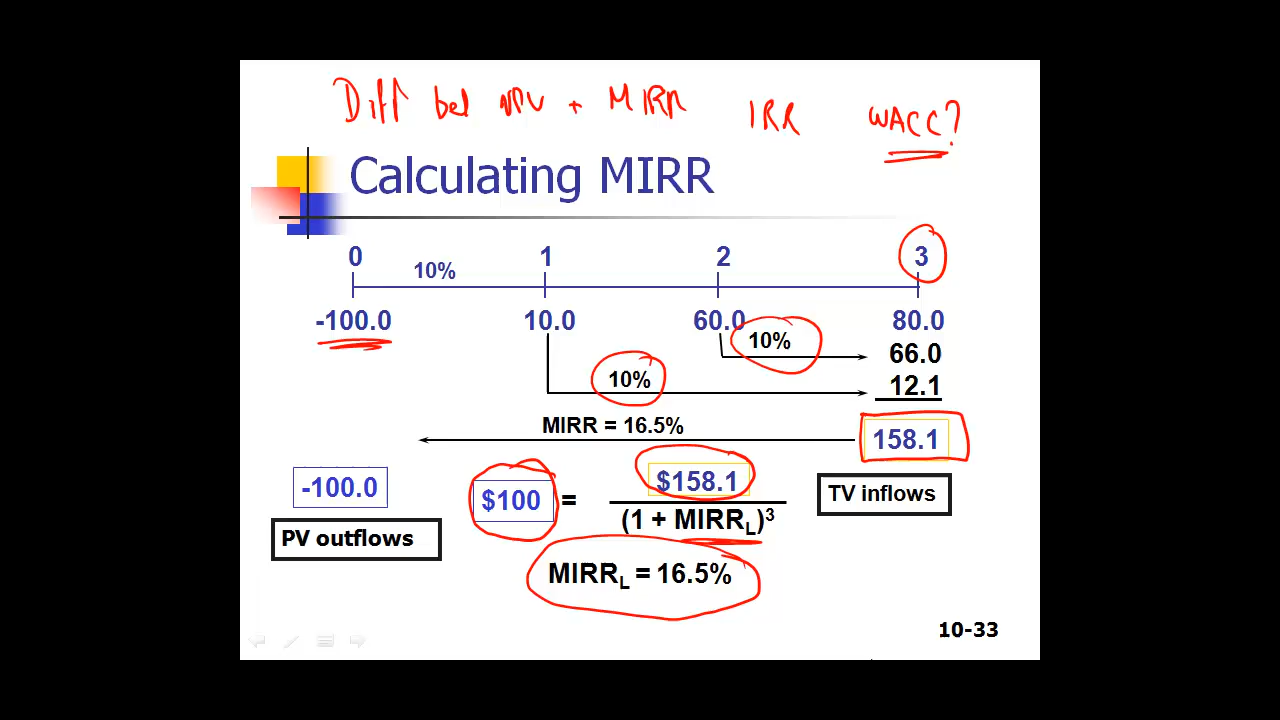 Diff bet NPV + MIRR IRR WACC?
Calculating MIRR
0 10% 1 2 3
-100.0 10.0 60.0 80.0
10% 66.0
10% 12.1
MIRR = 16.5% 158.1
-100.0 $100 = $158.1 TV inflows
(1 + MIRRL)3
PV outflows
MIRRL = 16.5%
10-33